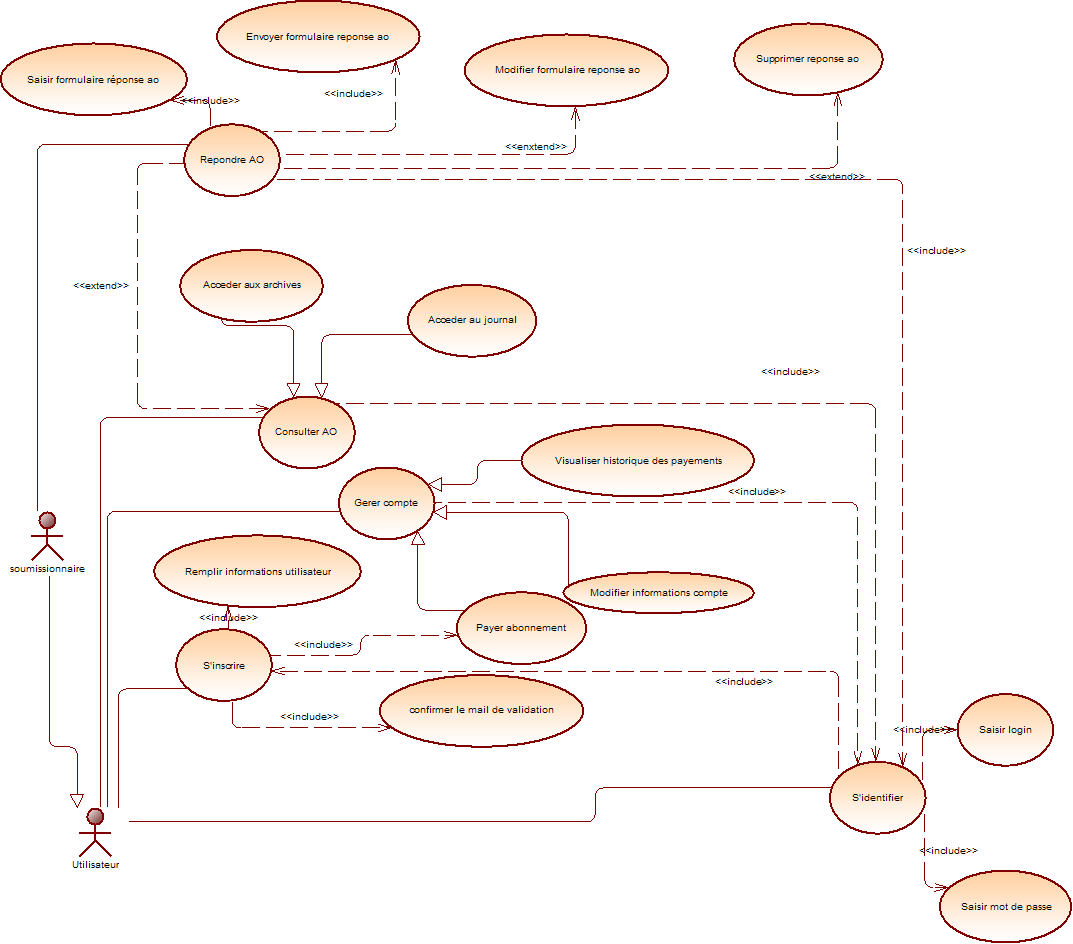 Envoyer formulaire reponse ao
Supprimer reponse ao
Modifier formulaire reponse ao
Saisir formulaire réponse ao
<<include>>
<<include>>
<<enxtend>>
Repondre AO
<<extend>>
<<include>>
Acceder aux archives
<<extend>>
Acceder au journal
<<include>>
Consulter AO
Visualiser historique des payements
<<include>>
Gerer compte
soumissionnaire
Remplir informations utilisateur
Modifier informations compte
<<include>>
Payer abonnement
<<include>>
S'inscrire
<<include>>
confirmer le mail de validation
<<include>>
<<include>>
Saisir login
S'identifier
<<include>>
Utilisateur
Saisir mot de passe